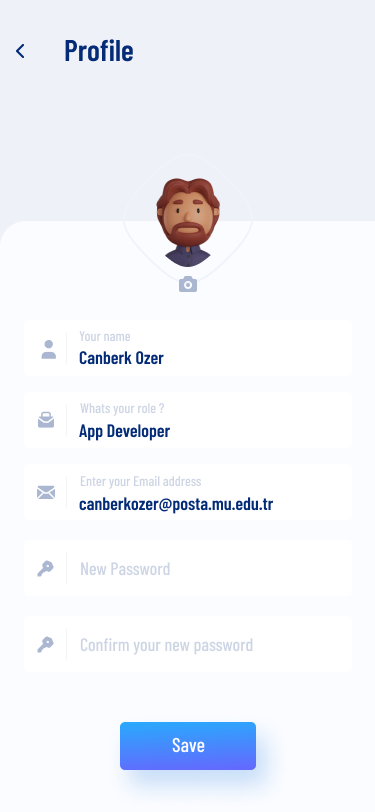 Profile
Your name
Canberk Ozer
Whats your role ?
App Developer
Enter your Email address
canberkozer@posta.mu.edu.tr
New Password
Confirm your new password
Save